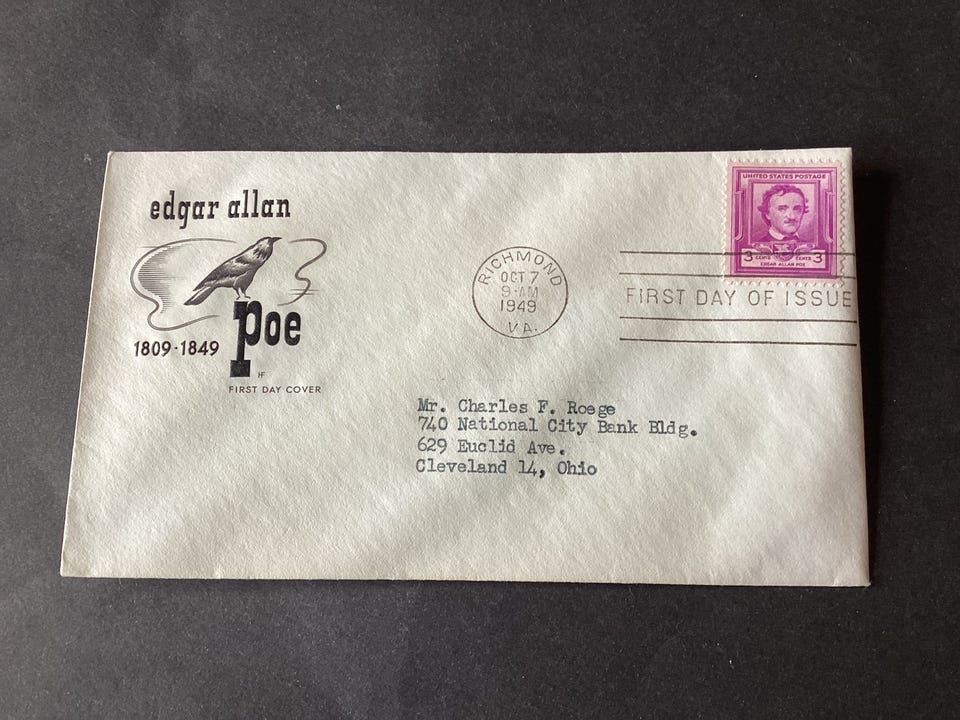 edgar allan
poe
1809-1849
HF
FIRST DAY COVER
RICHMOND
OCT 7
9-AM
1949
VA.
UNITED STATES POSTAGE
3 CENTS CENTS 3
EDGAR ALLAN POE
FIRST DAY OF ISSUE
Mr. Charles F. Roege
740 National City Bank Bldg.
629 Euclid Ave.
Cleveland 14, Ohio